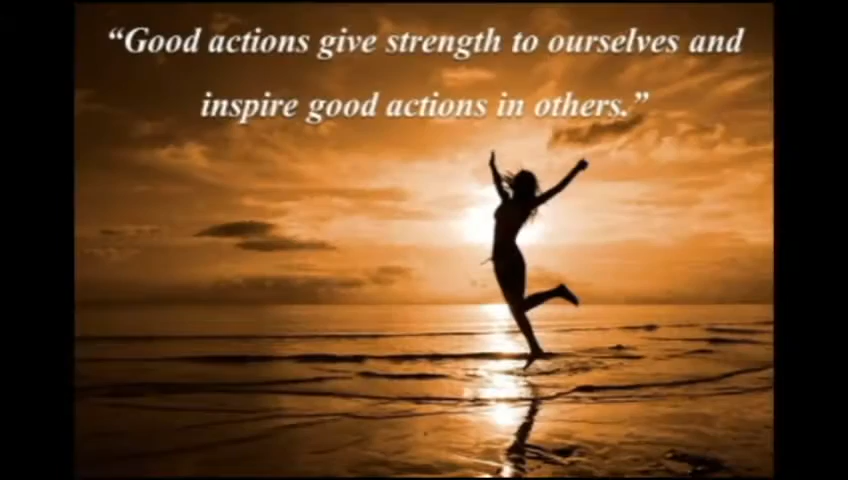 “Good actions give strength to ourselves and
inspire good actions in others.”